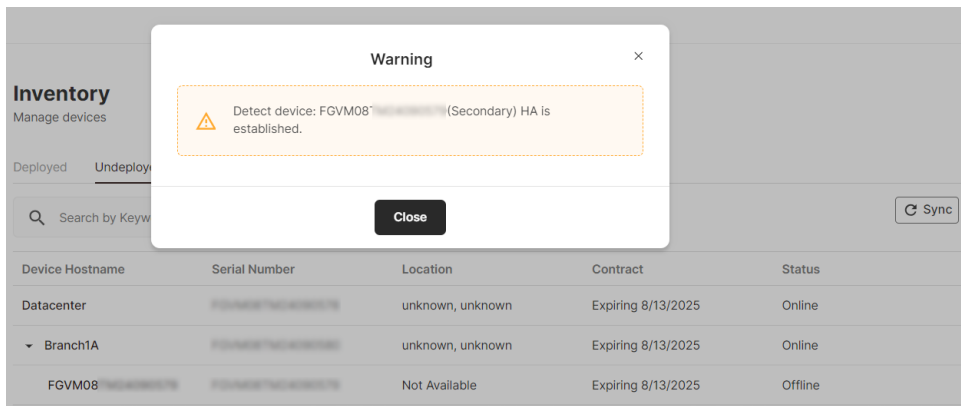 Warning
Detect device: FGVM08 (Secondary) HA is
established.
Close
Inventory
Manage devices
Deployed Undeploye
Search by Keyw
Sync
Device Hostname Serial Number Location Contract Status
Datacenter unknown, unknown Expiring 8/13/2025 Online
Branch1A unknown, unknown Expiring 8/13/2025 Online
FGVM08 Not Available Expiring 8/13/2025 Offline